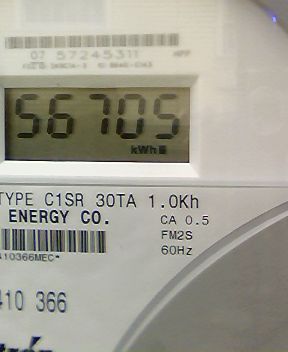 07 57245311
56705
kWh
TYPE C1SR 30TA 1.0Kh
ENERGY CO.
CA 0.5
FM2S
60Hz
410366MEC*
410 366